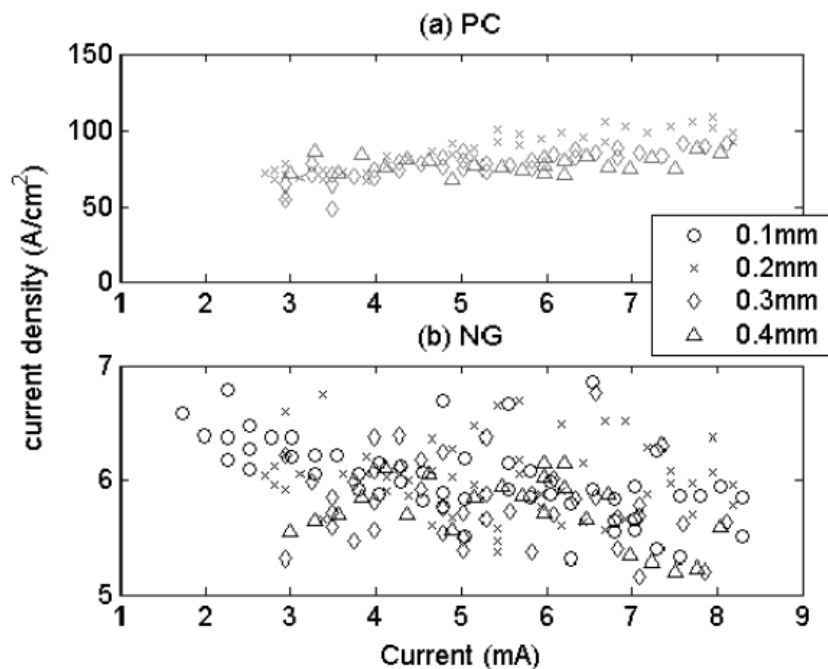 (a) PC
150
100
50
0
1 2 3 4 5 6 7
current density (A/cm²)
0.1mm
0.2mm
0.3mm
0.4mm
(b) NG
7
6
5
1 2 3 4 5 6 7 8 9
Current (mA)